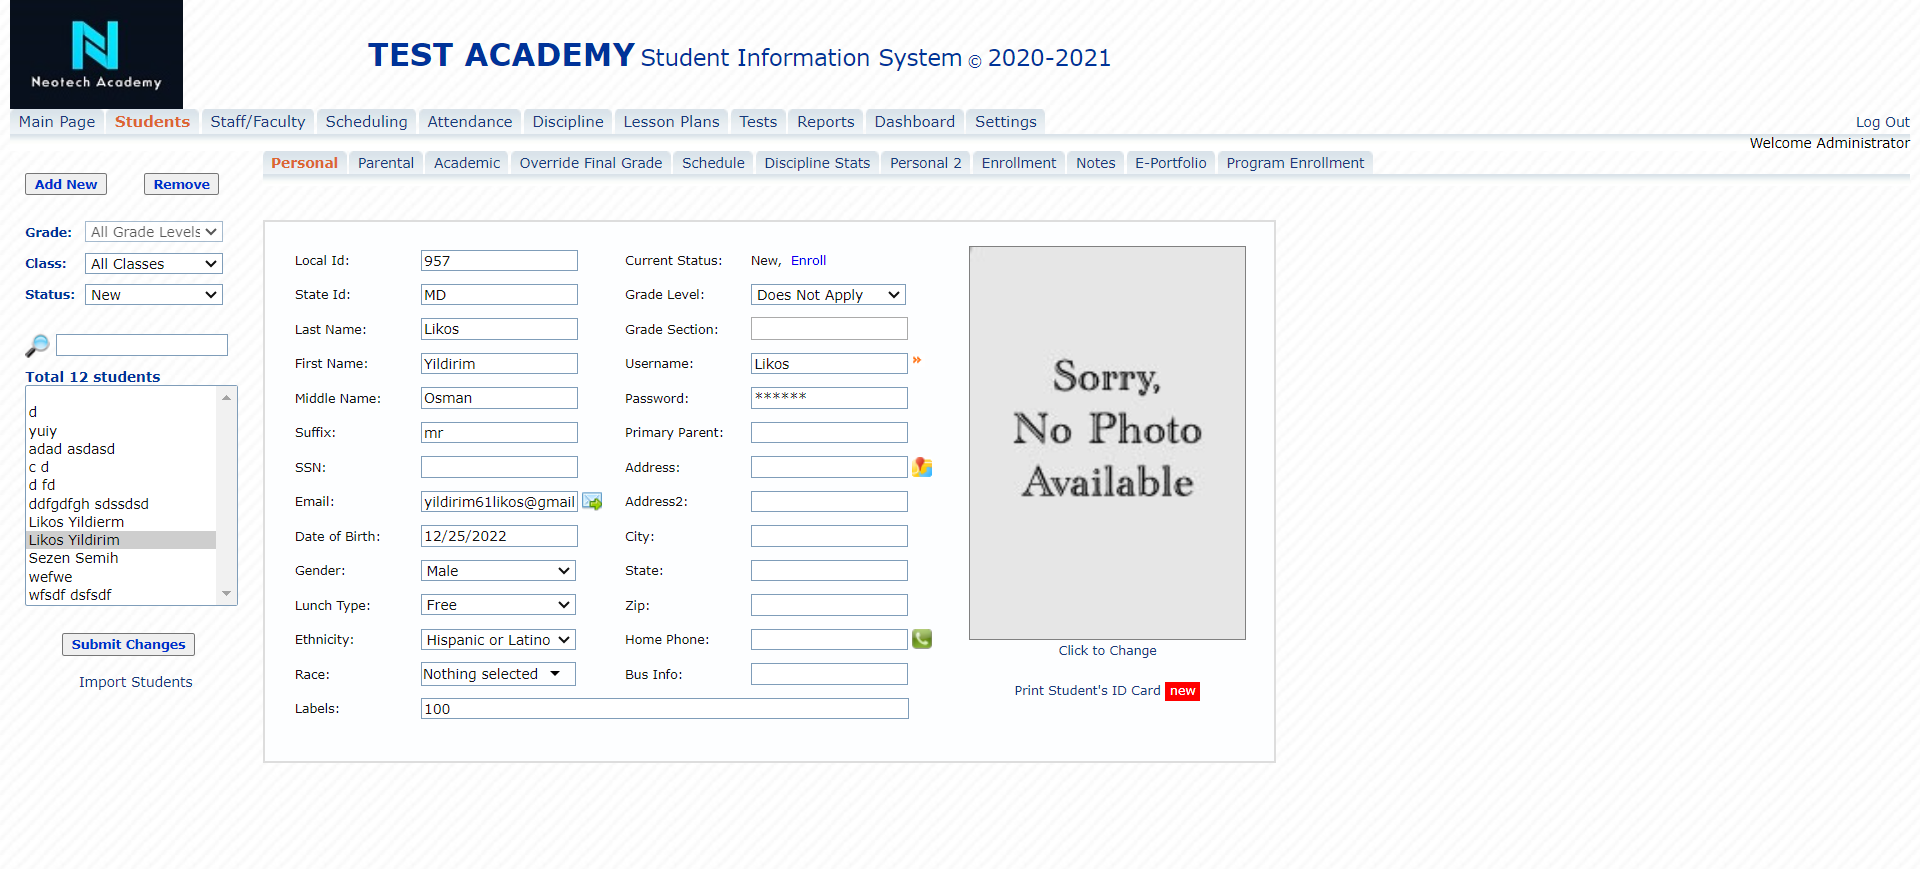 Neotech Academy
TEST ACADEMY Student Information System © 2020-2021
Main Page Students Staff/Faculty Scheduling Attendance Discipline Lesson Plans Tests Reports Dashboard Settings Log Out
Welcome Administrator
Personal Parental Academic Override Final Grade Schedule Discipline Stats Personal 2 Enrollment Notes E-Portfolio Program Enrollment
Add New Remove
Grade: All Grade Levels
Class: All Classes
Status: New
Total 12 students
d
yuiy
adad asdasd
c d
d fd
ddfgdfgh sdssdsd
Likos Yildierm
Likos Yildirim
Sezen Semih
wefwe
wfsdf dsfsdf
Submit Changes
Import Students
Local Id: 957
State Id: MD
Last Name: Likos
First Name: Yildirim
Middle Name: Osman
Suffix: mr
SSN:
Email: yildirim61likos@gmail
Date of Birth: 12/25/2022
Gender: Male
Lunch Type: Free
Ethnicity: Hispanic or Latino
Race: Nothing selected
Labels: 100
Current Status: New, Enroll
Grade Level: Does Not Apply
Grade Section:
Username: Likos »
Password: ******
Primary Parent:
Address:
Address2:
City:
State:
Zip:
Home Phone:
Bus Info:
Sorry,
No Photo
Available
Click to Change
Print Student's ID Card new